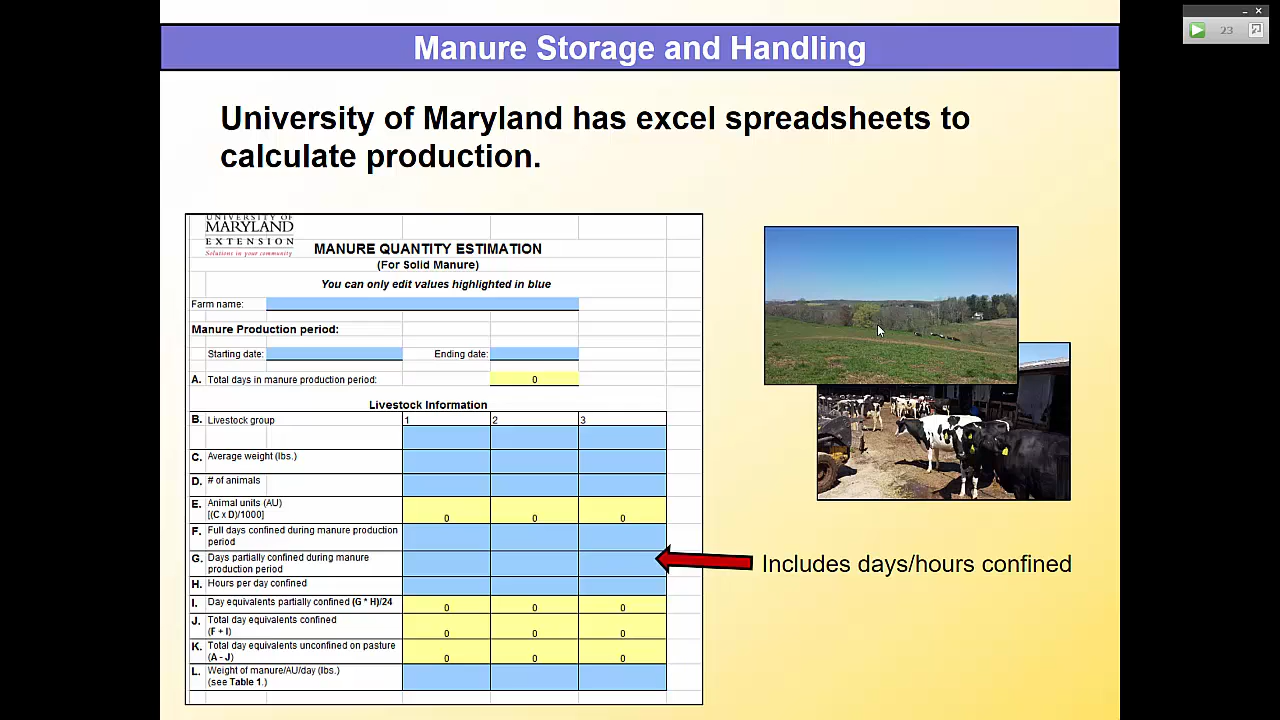 23
Manure Storage and Handling
University of Maryland has excel spreadsheets to
calculate production.
UNIVERSITY OF
MARYLAND
EXTENSION
Solutions in your community
MANURE QUANTITY ESTIMATION
(For Solid Manure)
You can only edit values highlighted in blue
Farm name:
Manure Production period:
Starting date: Ending date:
A. Total days in manure production period: 0
Livestock Information
B. Livestock group 1 2 3
C. Average weight (lbs.)
D. # of animals
E. Animal units (AU)
[(C x D)/1000] 0 0 0
F. Full days confined during manure production
period
G. Days partially confined during manure
production period
H. Hours per day confined
I. Day equivalents partially confined (G * H)/24 0 0 0
J. Total day equivalents confined
(F + I) 0 0 0
K. Total day equivalents unconfined on pasture
(A - J) 0 0 0
L. Weight of manure/AU/day (lbs.)
(see Table 1.)
Includes days/hours confined